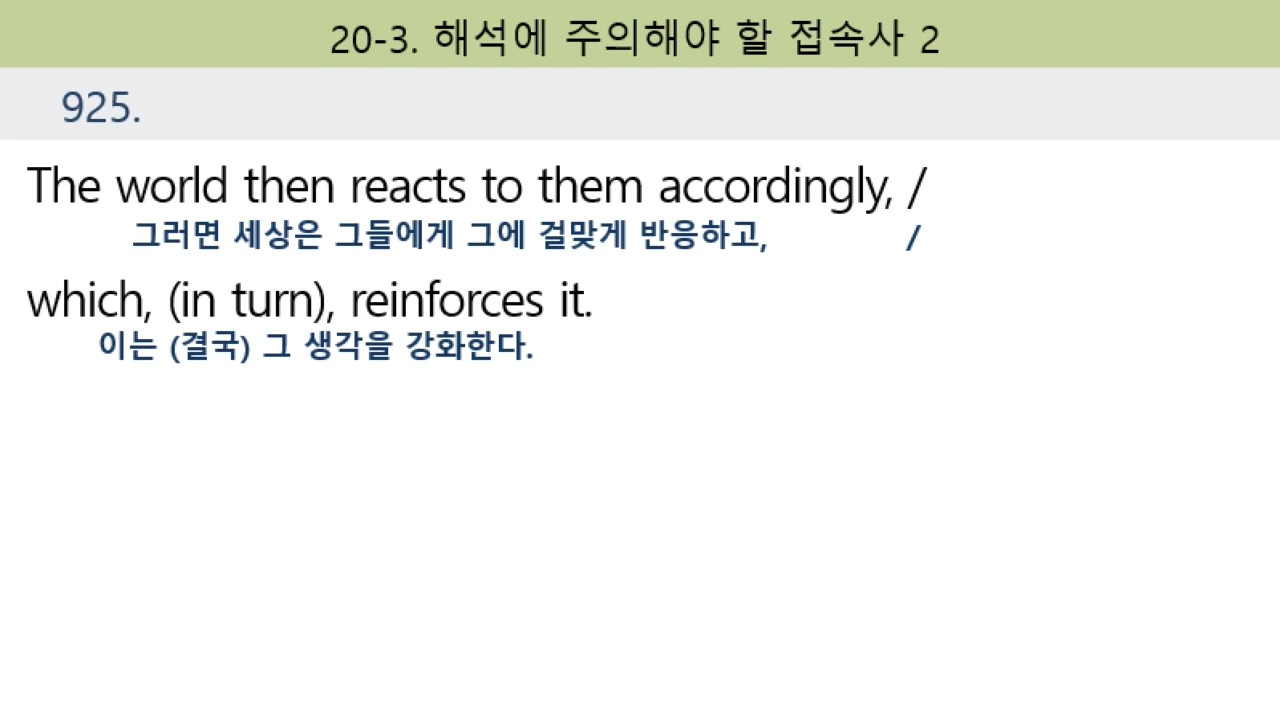 20-3. 해석에 주의해야 할 접속사 2
925.
The world then reacts to them accordingly, /
그러면 세상은 그들에게 그에 걸맞게 반응하고, /
which, (in turn), reinforces it.
이는 (결국) 그 생각을 강화한다.